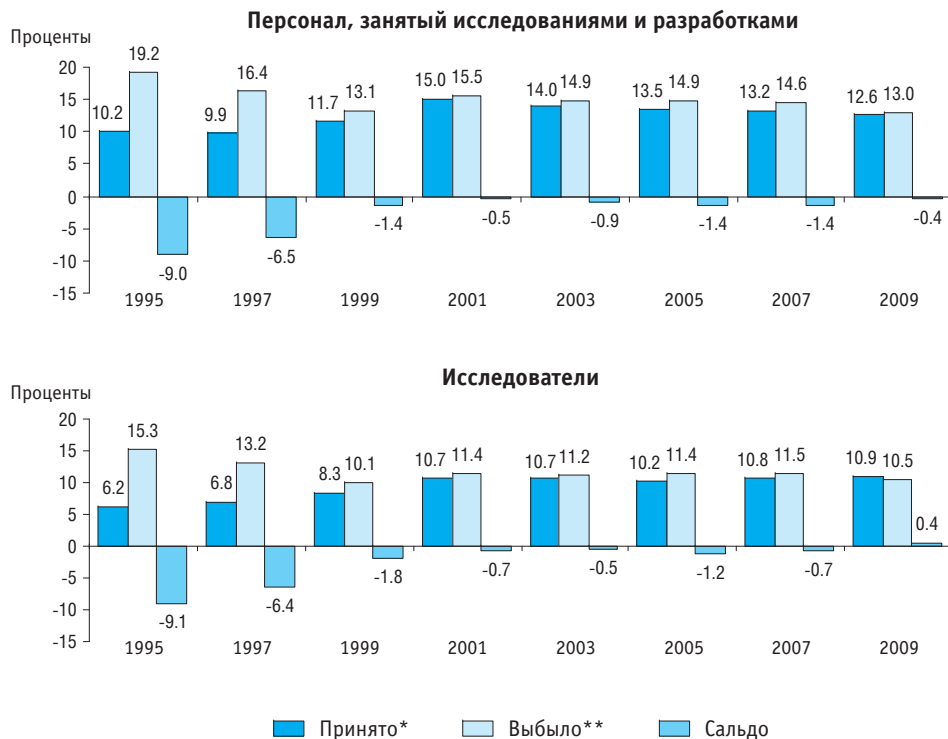 Персонал, занятый исследованиями и разработками
Проценты
20
15
10
5
0
-5
-10
-15
10.2 19.2 -9.0
9.9 16.4 -6.5
11.7 13.1 -1.4
15.0 15.5 -0.5
14.0 14.9 -0.9
13.5 14.9 -1.4
13.2 14.6 -1.4
12.6 13.0 -0.4
1995 1997 1999 2001 2003 2005 2007 2009
Исследователи
Проценты
20
15
10
5
0
-5
-10
-15
6.2 15.3 -9.1
6.8 13.2 -6.4
8.3 10.1 -1.8
10.7 11.4 -0.7
10.7 11.2 -0.5
10.2 11.4 -1.2
10.8 11.5 -0.7
10.9 10.5 0.4
1995 1997 1999 2001 2003 2005 2007 2009
Принято* Выбыло** Сальдо